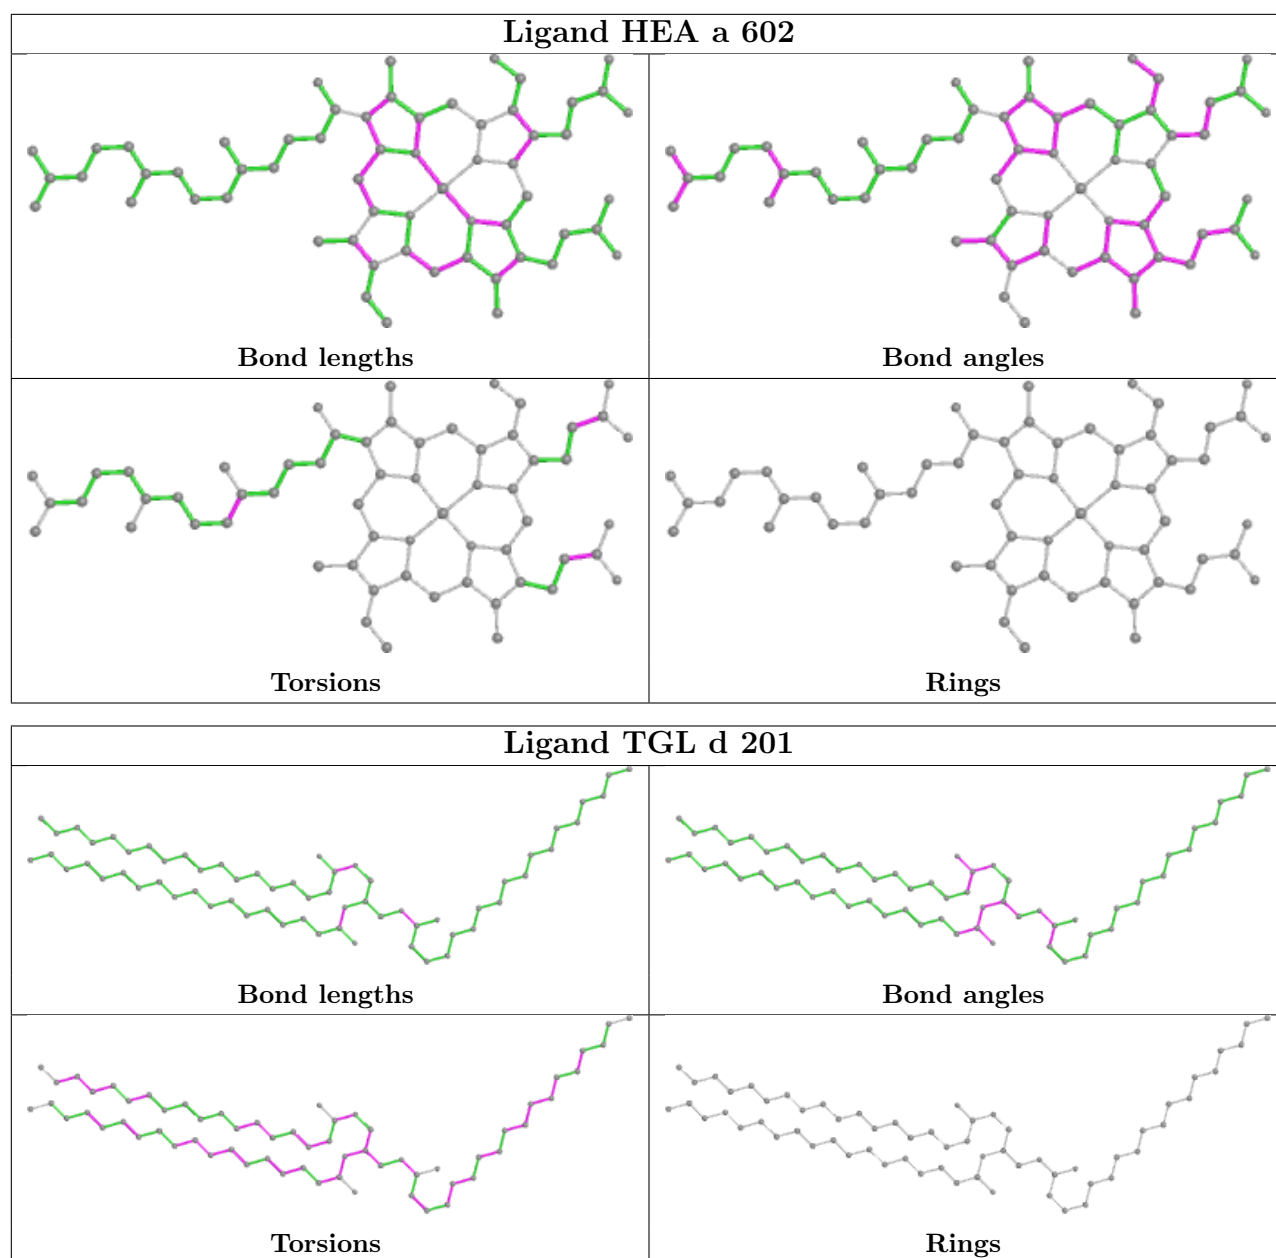 Ligand HEA a 602
Bond lengths
Bond angles
Torsions
Rings
Ligand TGL d 201
Bond lengths
Bond angles
Torsions
Rings